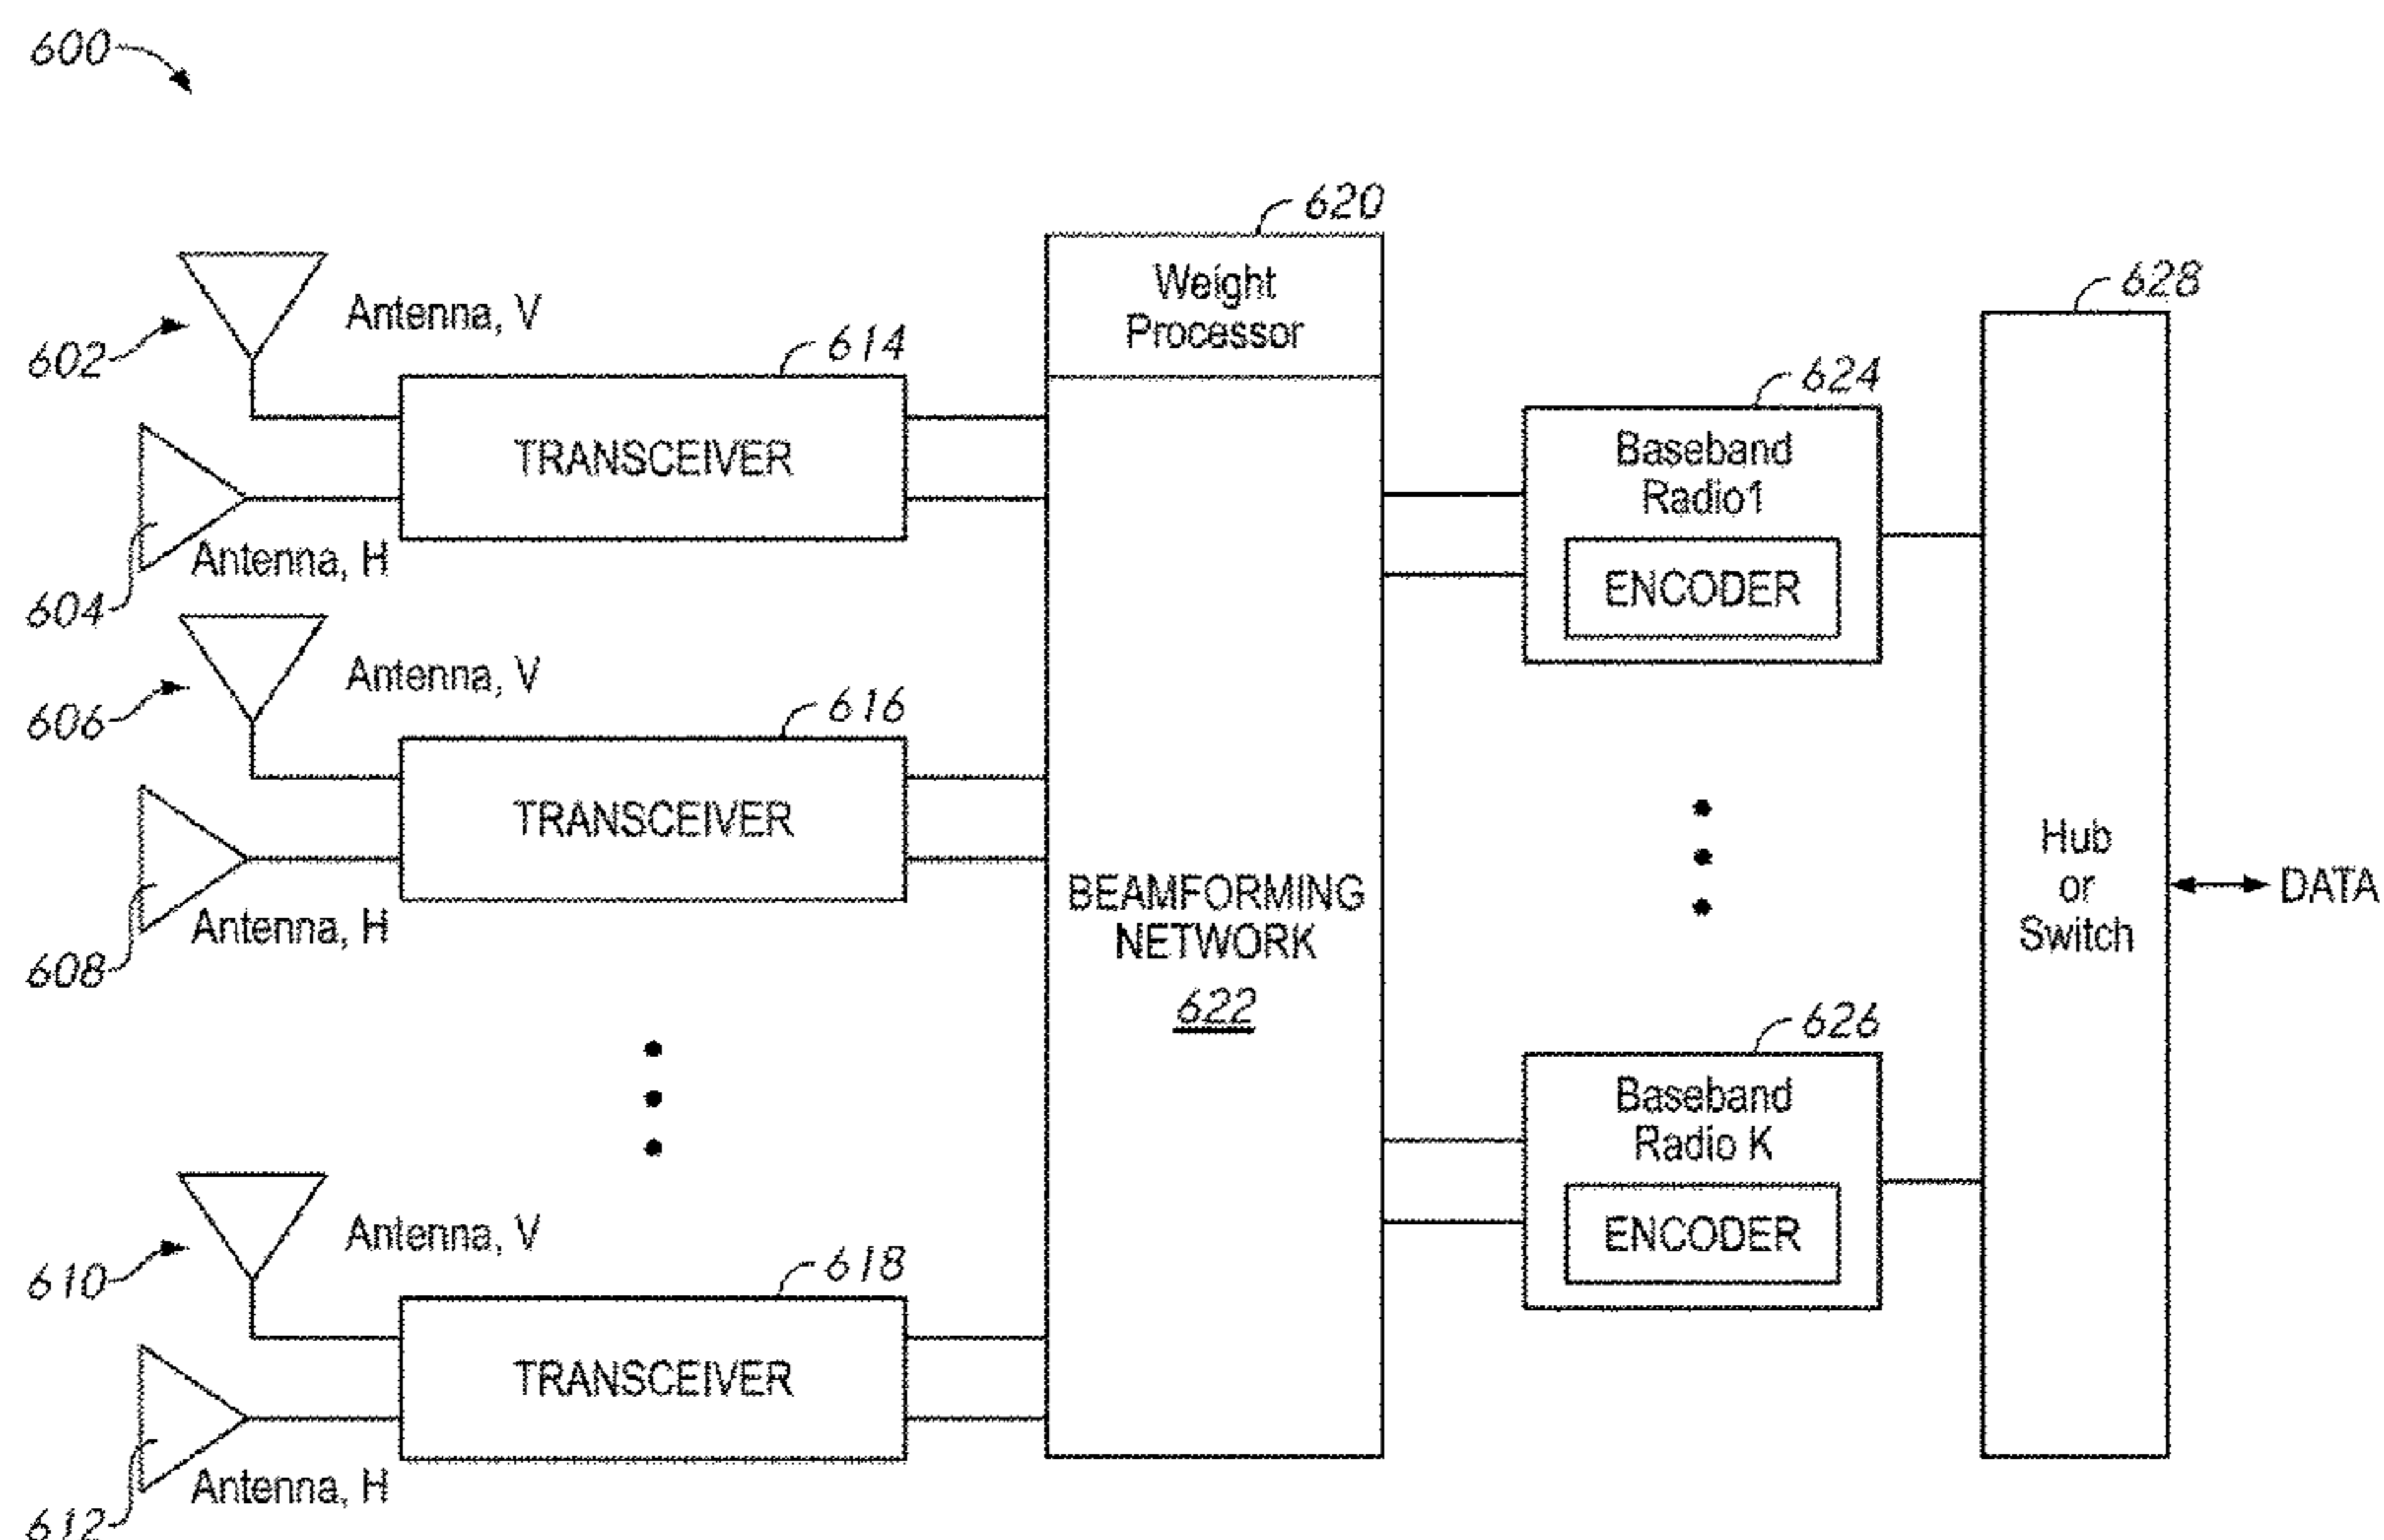 600
620
Weight
Processor
628
602
Antenna, V
614
TRANSCEIVER
604
Antenna, H
624
Baseband
Radio1
ENCODER
606
Antenna, V
616
TRANSCEIVER
608
Antenna, H
BEAMFORMING
NETWORK
622
Hub
or
Switch
DATA
626
Baseband
Radio K
ENCODER
610
Antenna, V
618
TRANSCEIVER
612
Antenna, H